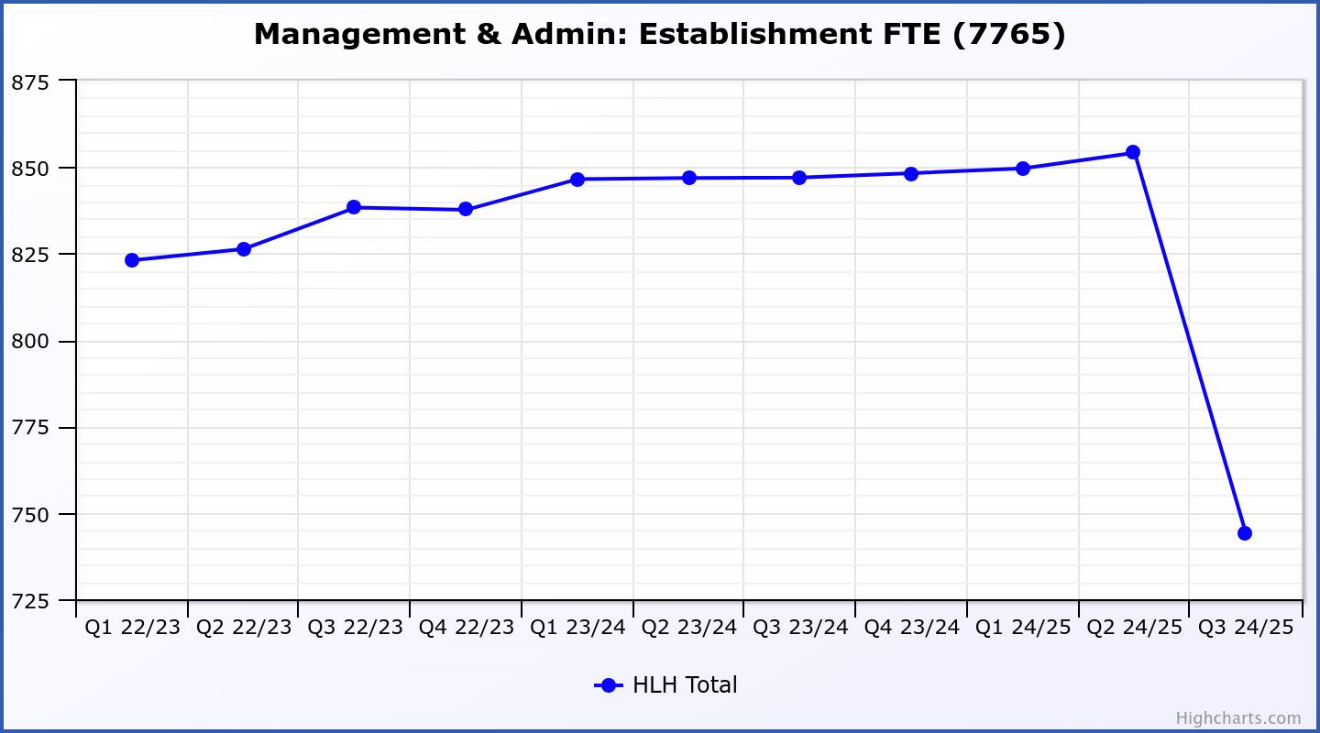 Management & Admin: Establishment FTE (7765)
875
850
825
800
775
750
725
Q1 22/23 Q2 22/23 Q3 22/23 Q4 22/23 Q1 23/24 Q2 23/24 Q3 23/24 Q4 23/24 Q1 24/25 Q2 24/25 Q3 24/25
HLH Total
Highcharts.com